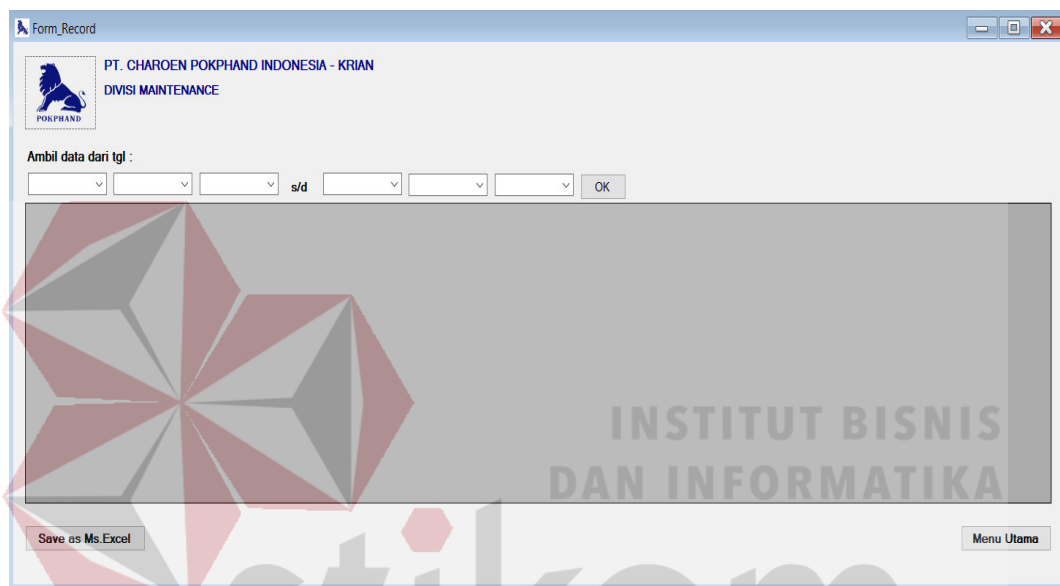 Form_Record
PT. CHAROEN POKPHAND INDONESIA - KRIAN
DIVISI MAINTENANCE
POKPHAND
Ambil data dari tgl :
s/d
OK
INSTITUT BISNIS
DAN INFORMATIKA
Save as Ms.Excel
Menu Utama
stikom